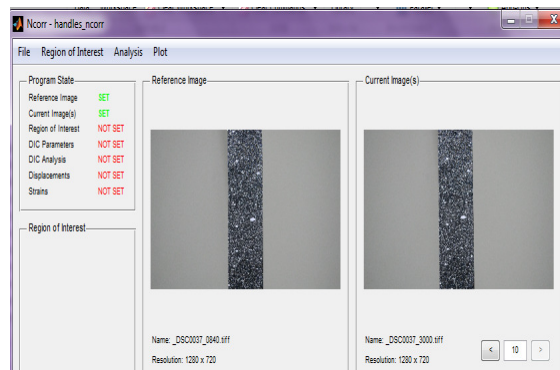 Ncorr - handles_ncorr
File Region of Interest Analysis Plot
Program State
Reference Image SET
Current Image(s) SET
Region of Interest NOT SET
DIC Parameters NOT SET
DIC Analysis NOT SET
Displacements NOT SET
Strains NOT SET
Region of Interest
Reference Image
Name: _DSC0037_0840.tiff
Resolution: 1280 x 720
Current Image(s)
Name: _DSC0037_3000.tiff
Resolution: 1280 x 720
< 10 >